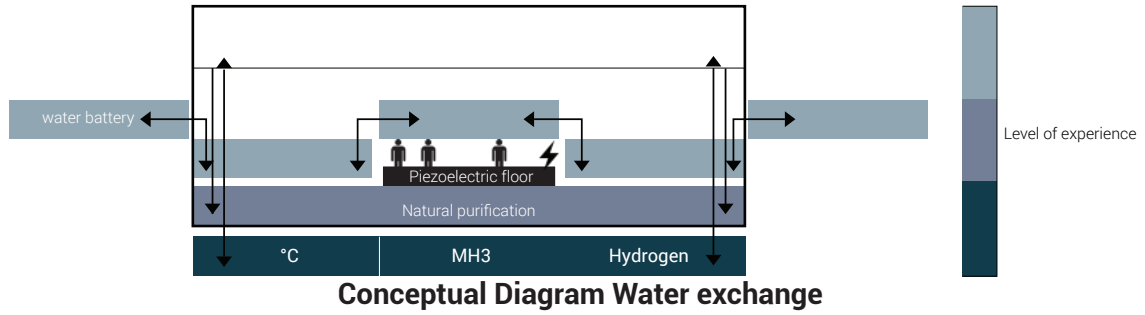 water battery
Level of experience
Piezoelectric floor
Natural purification
°C MH3 Hydrogen
Conceptual Diagram Water exchange